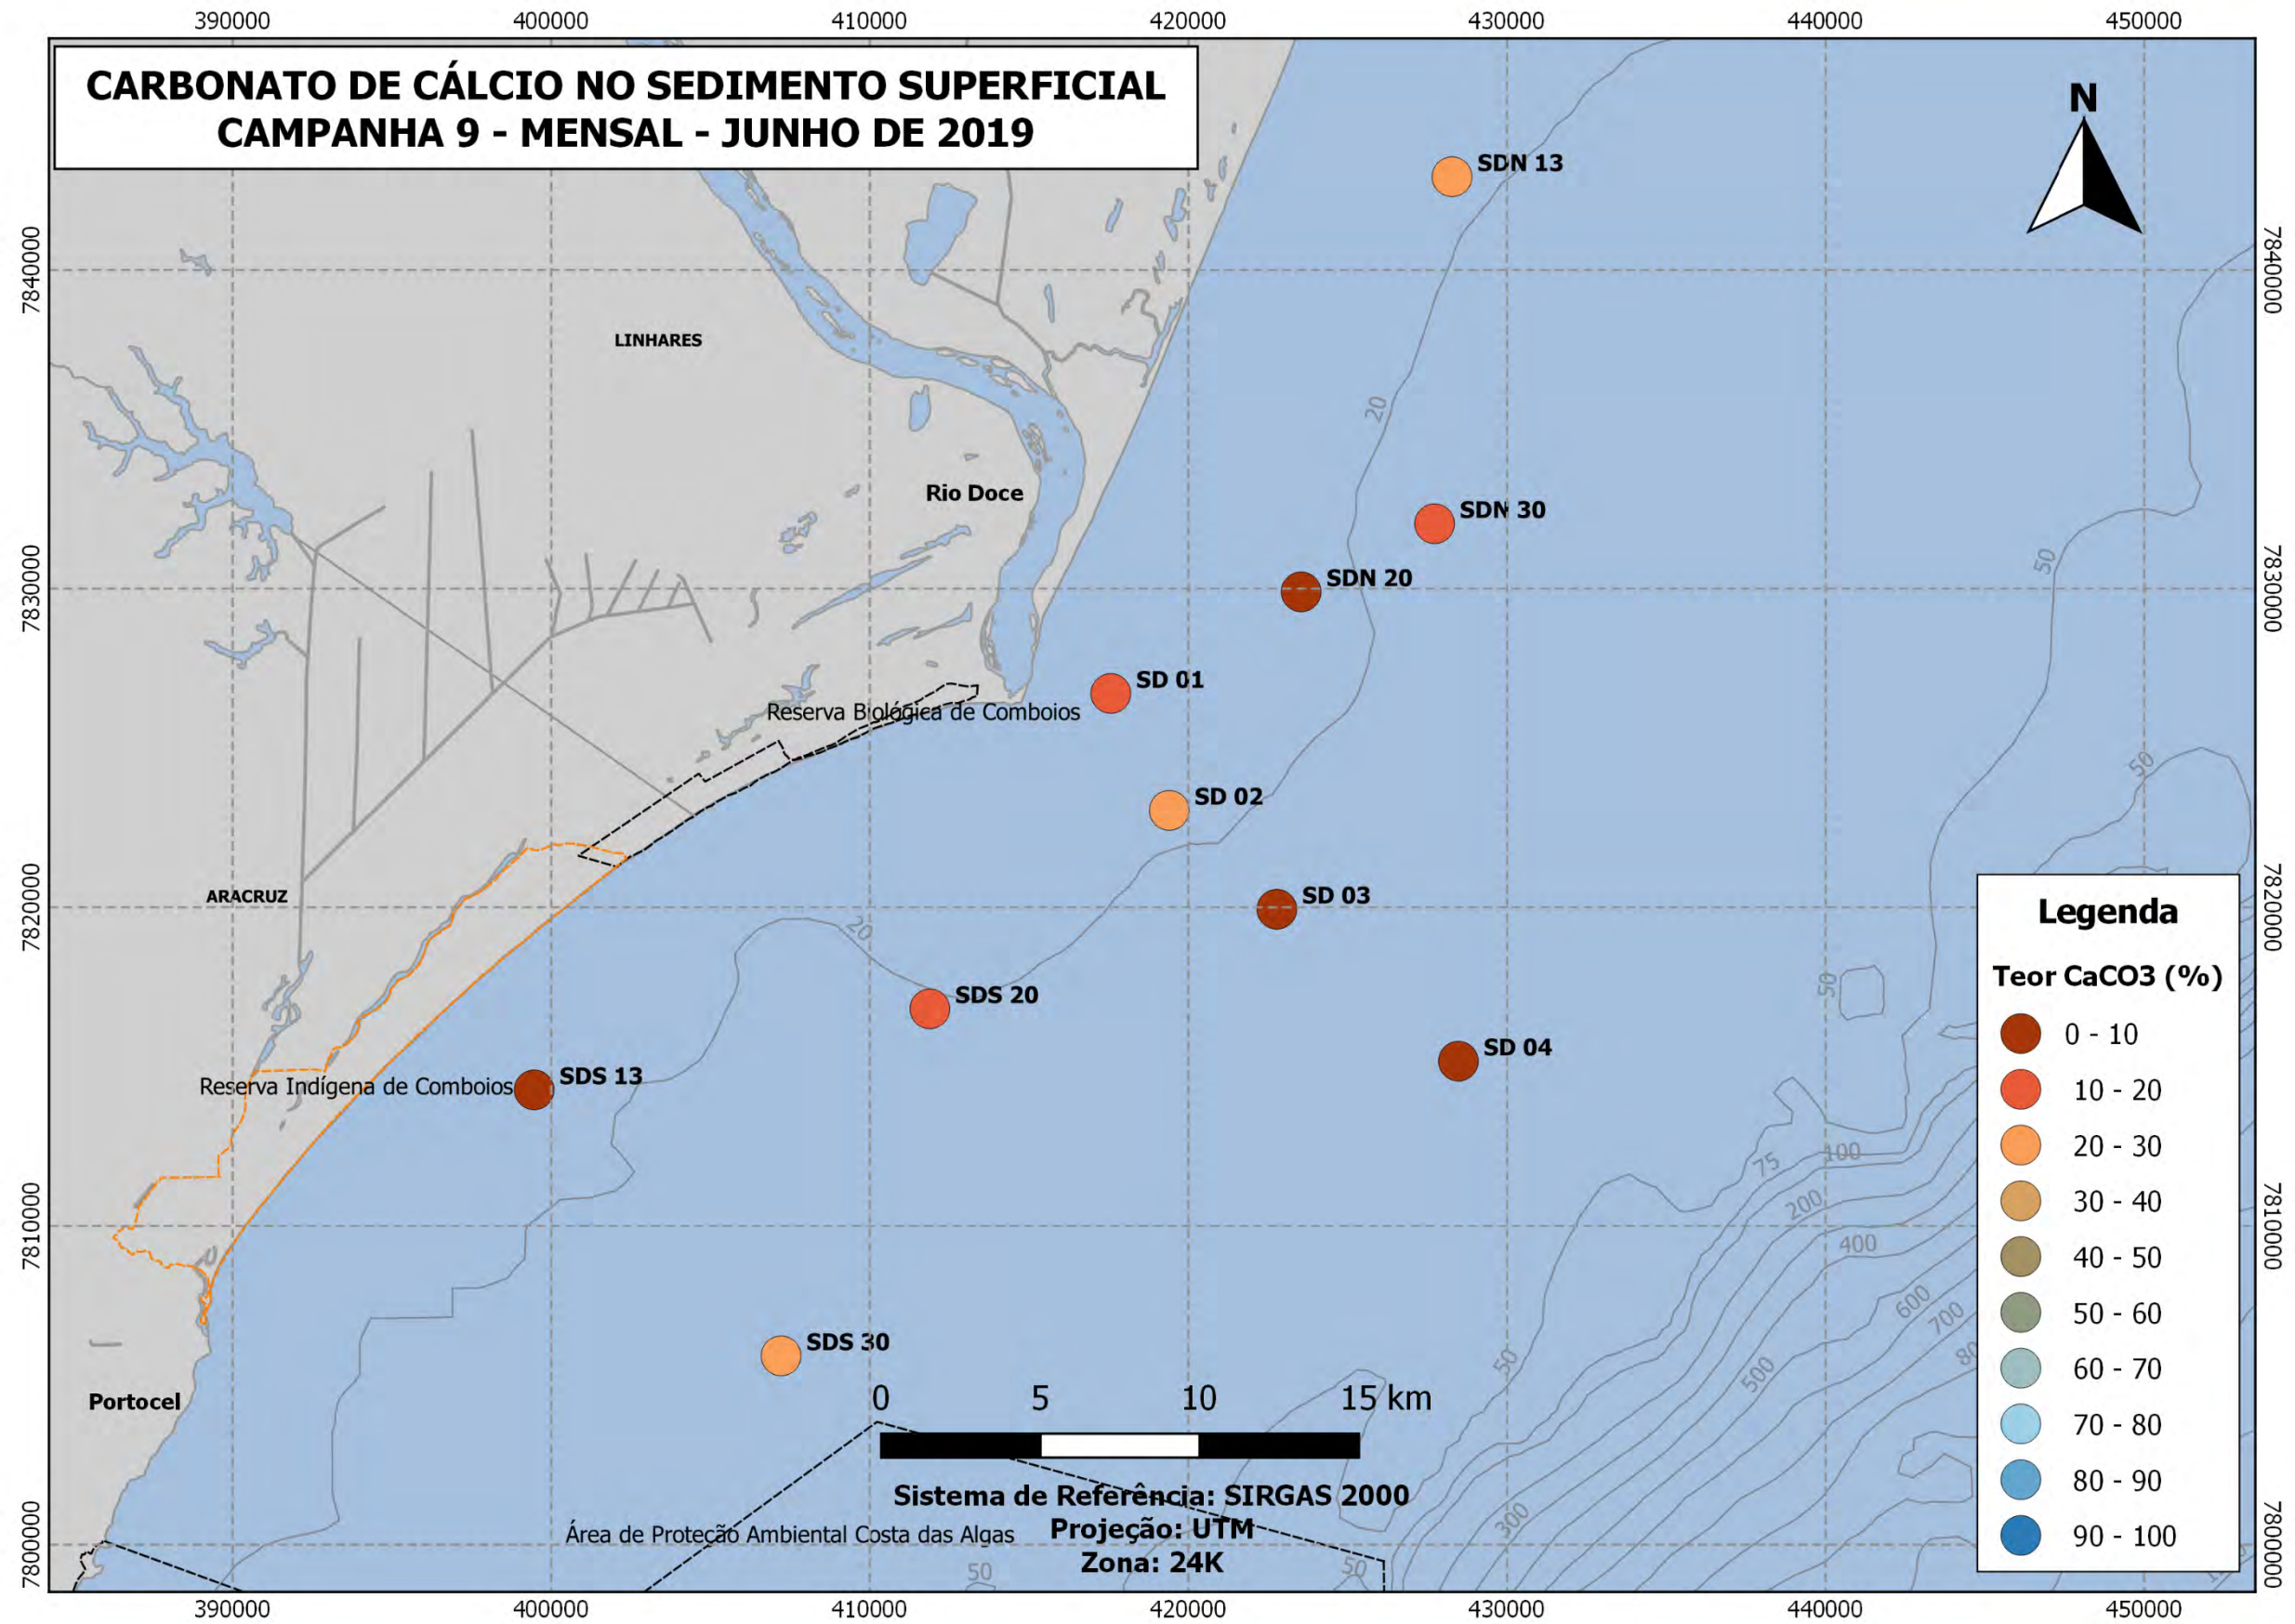 390000 400000 410000 420000 430000 440000 450000
CARBONATO DE CÁLCIO NO SEDIMENTO SUPERFICIAL
CAMPANHA 9 - MENSAL - JUNHO DE 2019
N
SDN 13
7840000
7840000
LINHARES
20
Rio Doce
SDN 30
50
7830000
SDN 20
7830000
SD 01
Reserva Biológica de Comboios
50
SD 02
ARACRUZ
SD 03
7820000
7820000
20
Legenda
Teor CaCO3 (%)
50
SDS 20
0 - 10
SD 04
SDS 13
Reserva Indígena de Comboios
10 - 20
20 - 30
100
75
30 - 40
200
7810000
7810000
400
40 - 50
600
50 - 60
700
SDS 30
50
500
80
60 - 70
Portocel
0 5 10 15 km
70 - 80
80 - 90
Sistema de Referência: SIRGAS 2000
300
Área de Proteção Ambiental Costa das Algas
Projeção: UTM
90 - 100
7800000
7800000
Zona: 24K
50
50
390000 400000 410000 420000 430000 440000 450000